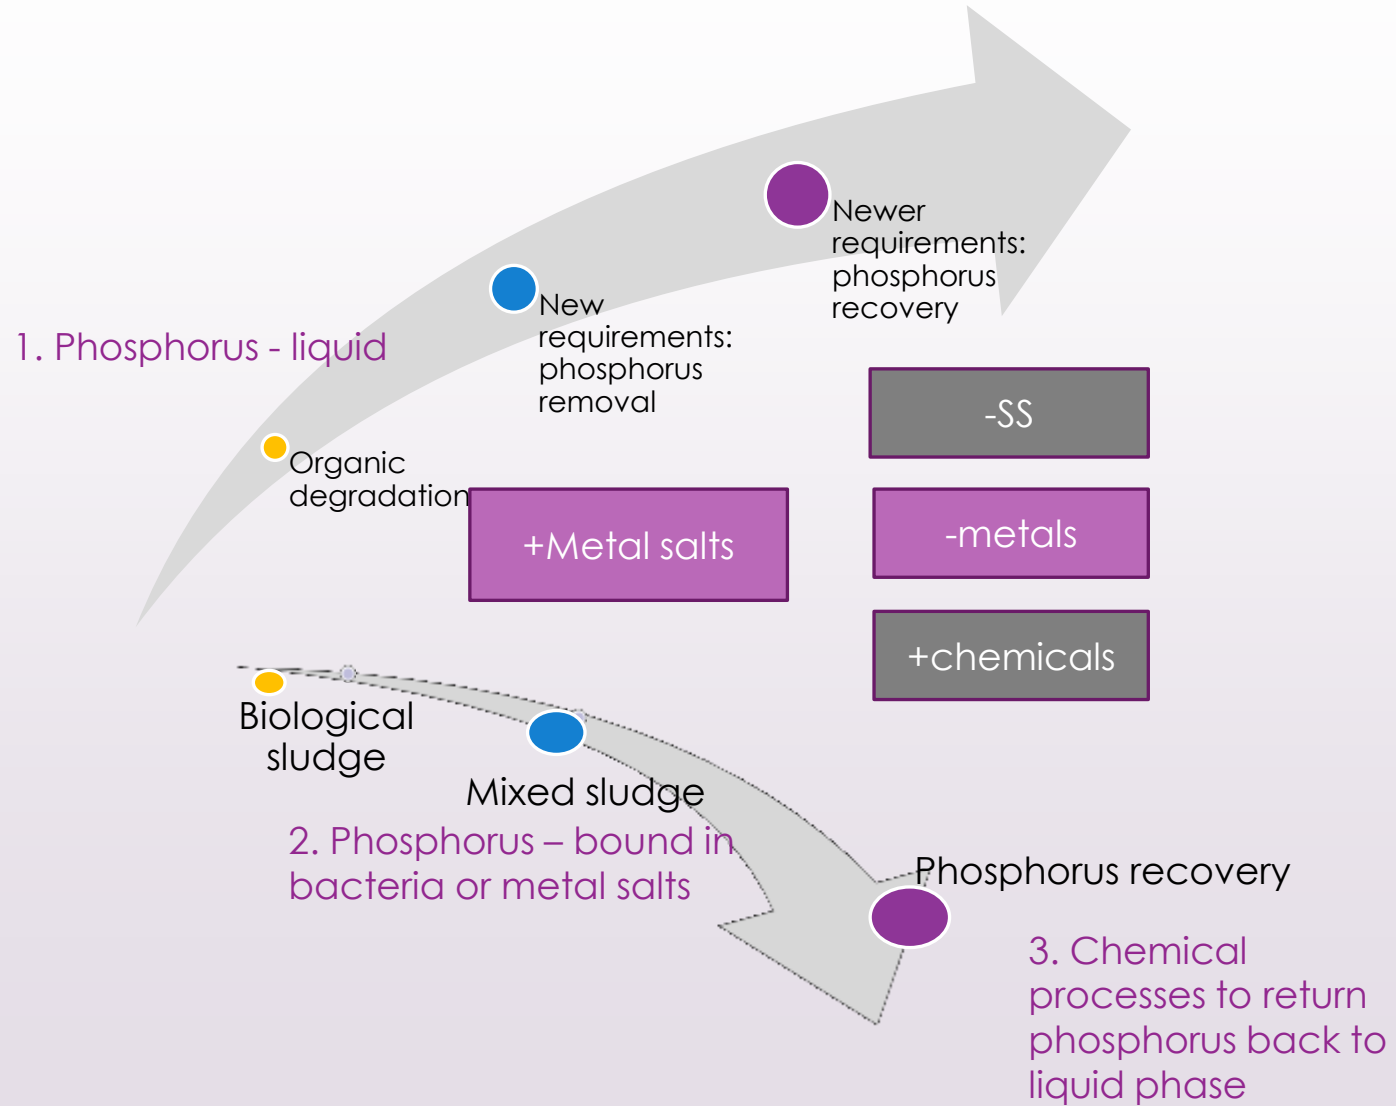 Newer
requirements:
phosphorus
recovery
New
requirements:
phosphorus
removal
1. Phosphorus - liquid
Organic
degradation
-SS
+Metal salts
-metals
+chemicals
Biological
sludge
Mixed sludge
2. Phosphorus – bound in
bacteria or metal salts
Phosphorus recovery
3. Chemical
processes to return
phosphorus back to
liquid phase